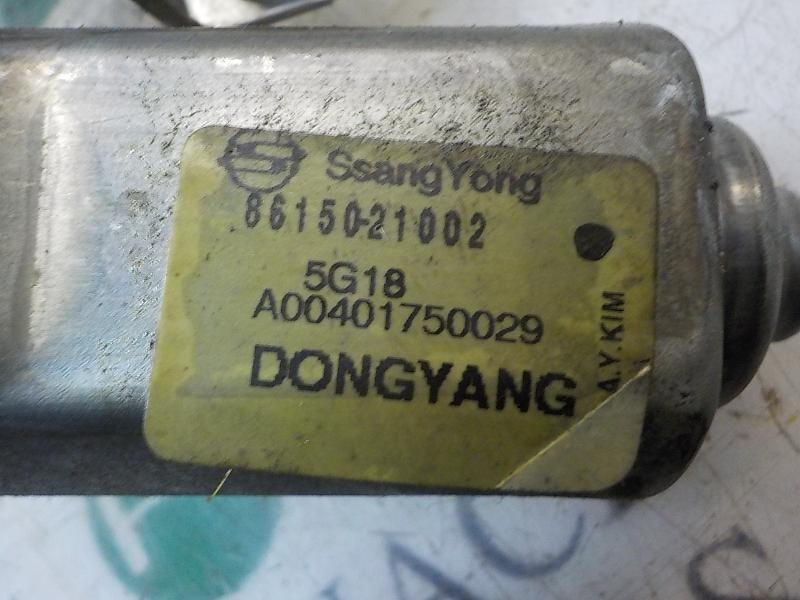 SsangYong
86150-21002
5G18
A00401750029
DONGYANG
A.Y.KIM